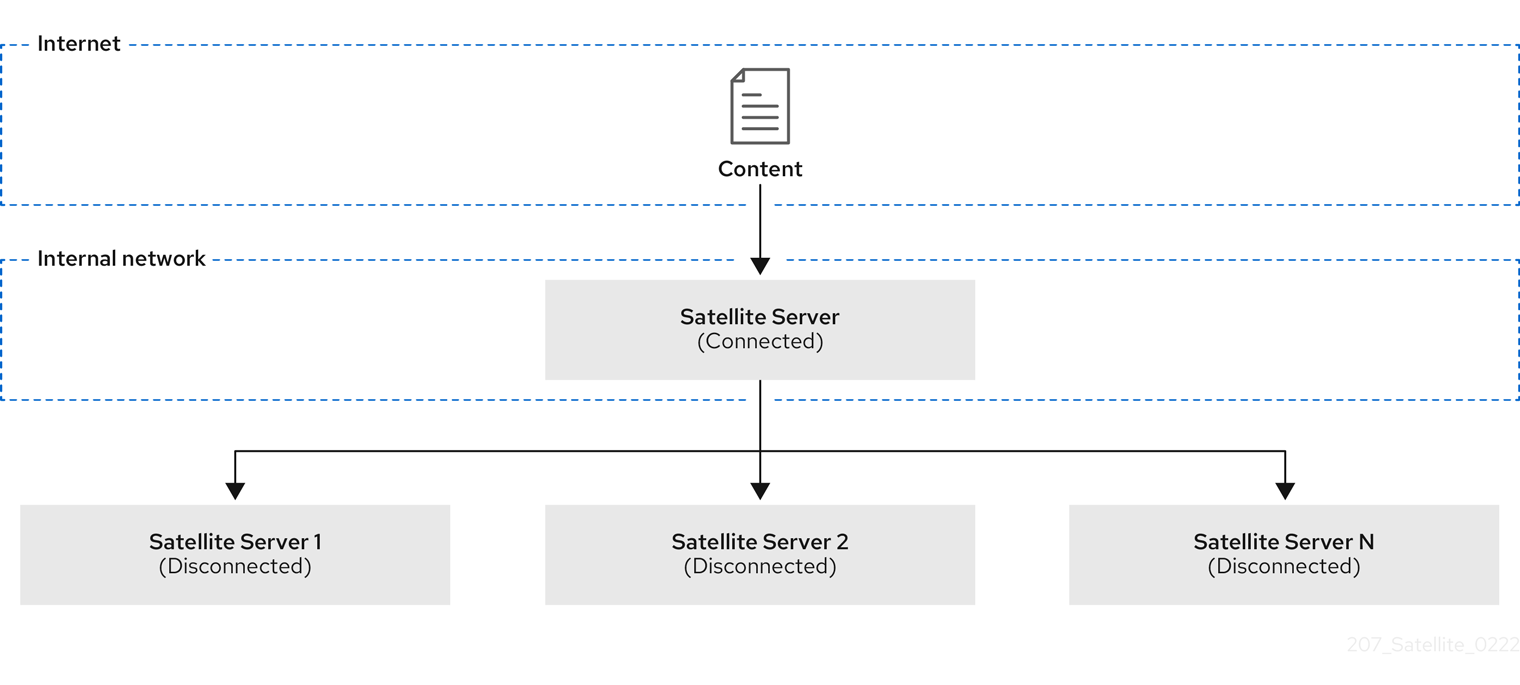 Internet
Content
Internal network
Satellite Server
(Connected)
Satellite Server 1
(Disconnected)
Satellite Server 2
(Disconnected)
Satellite Server N
(Disconnected)
207_Satellite_0222